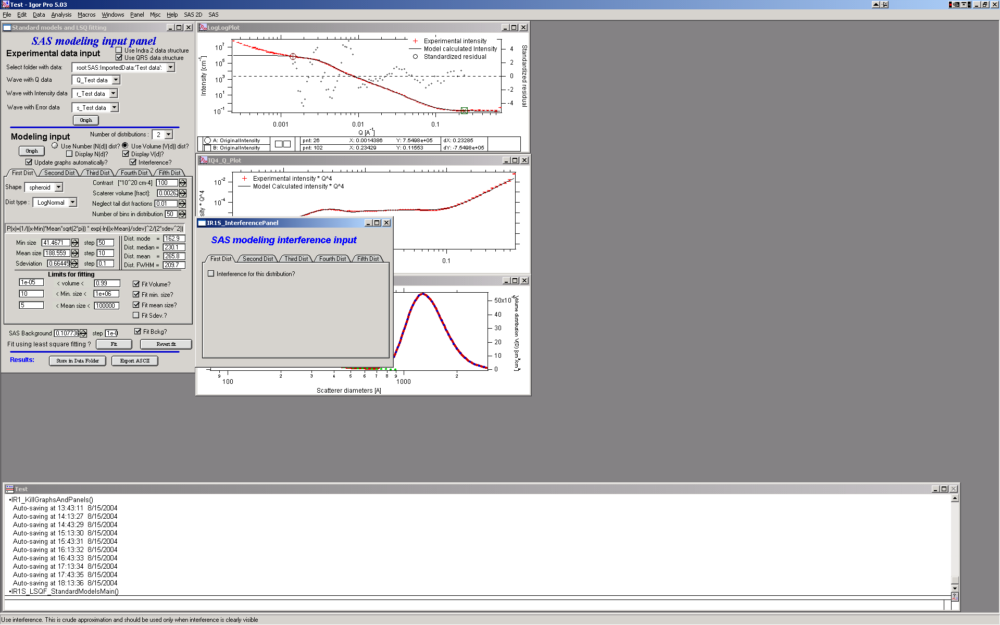 Test - Igor Pro 5.03
File Edit Data Analysis Macros Windows Panel Misc Help SAS 2D SAS
Standard models and LSQ fitting
SAS modeling input panel
Experimental data input
Use Indra 2 data structure
Use QRS data structure
Select folder with data: root:SAS:ImportedData:'Test data':
Wave with Q data Q_Test data
Wave with Intensity data r_Test data
Wave with Error data s_Test data
Graph
Modeling input
Number of distributions : 2
Use Number (N(d)) dist? Use Volume (V(d)) dist?
Graph
Display N(d)? Display V(d)?
Update graphs automatically? Interference?
First Dist Second Dist Third Dist Fourth Dist Fifth Dist
Shape spheroid
Contrast [*10^20 cm-4] 100
Scaterer volume [fract]: 0.00262
Dist type : LogNormal
Neglect tail dist fractions 0.01
Number of bins in distribution 50
P(x)=(1/((x-Min)*Mean*sqrt(2*pi)) * exp(-ln((x-Mean)/sdev)^2/(2*sdev^2))
Min size 41.4671 step 50
Mean size 188.559 step 10
Sdeviation 0.66445 step 0.1
Dist. mode = 162.9
Dist. median = 230.1
Dist. mean = 265.8
Dist. FWHM = 209.7
Limits for fitting
1e-05 < volume < 0.99 Fit Volume?
10 < Min. size < 1e+06 Fit min. size?
5 < Mean size < 100000 Fit mean size?
Fit Sdev.?
SAS Background 0.107736 step 1e-0 Fit Bckg?
Fit using least square fitting ? Fit Revert fit
Results: Store in Data Folder Export ASCII
LogLogPlot
Experimental intensity
Model calculated Intensity
Standardized residual
Intensity [cm-1]
10^7
10^5
10^3
10^1
10^-1
4
2
0
-2
-4
Standardized residual
0.001 0.01 0.1
Q [A-1]
A: OriginalIntensity pnt: 26 X: 0.0014386 Y: 7.5498e+05 dX: 0.23285
B: OriginalIntensity pnt: 102 X: 0.23429 Y: 0.11553 dY: -7.5498e+05
IQ4_Q_Plot
Experimental intensity * Q^4
Model Calculated intensity * Q^4
10^-2
10^-4
sity * Q^4
0.1
IR1S_InterferencePanel
SAS modeling interference input
First Dist Second Dist Third Dist Fourth Dist Fifth Dist
Interference for this distribution?
50x10
40
30
20
10
0
Volume distribution V(D) [cm3/cm3]
9 2 3 4 5 6 7 8 9 2
100 1000
Scatterer diameters [A]
Test
•IR1_KillGraphsAndPanels()
Auto-saving at 13:43:11 8/15/2004
Auto-saving at 14:13:27 8/15/2004
Auto-saving at 14:43:29 8/15/2004
Auto-saving at 15:13:30 8/15/2004
Auto-saving at 15:43:31 8/15/2004
Auto-saving at 16:13:32 8/15/2004
Auto-saving at 16:43:33 8/15/2004
Auto-saving at 17:13:34 8/15/2004
Auto-saving at 17:43:35 8/15/2004
Auto-saving at 18:13:36 8/15/2004
•IR1S_LSQF_StandardModelsMain()
Use interference. This is crude approximation and should be used only when interference is clearly visible